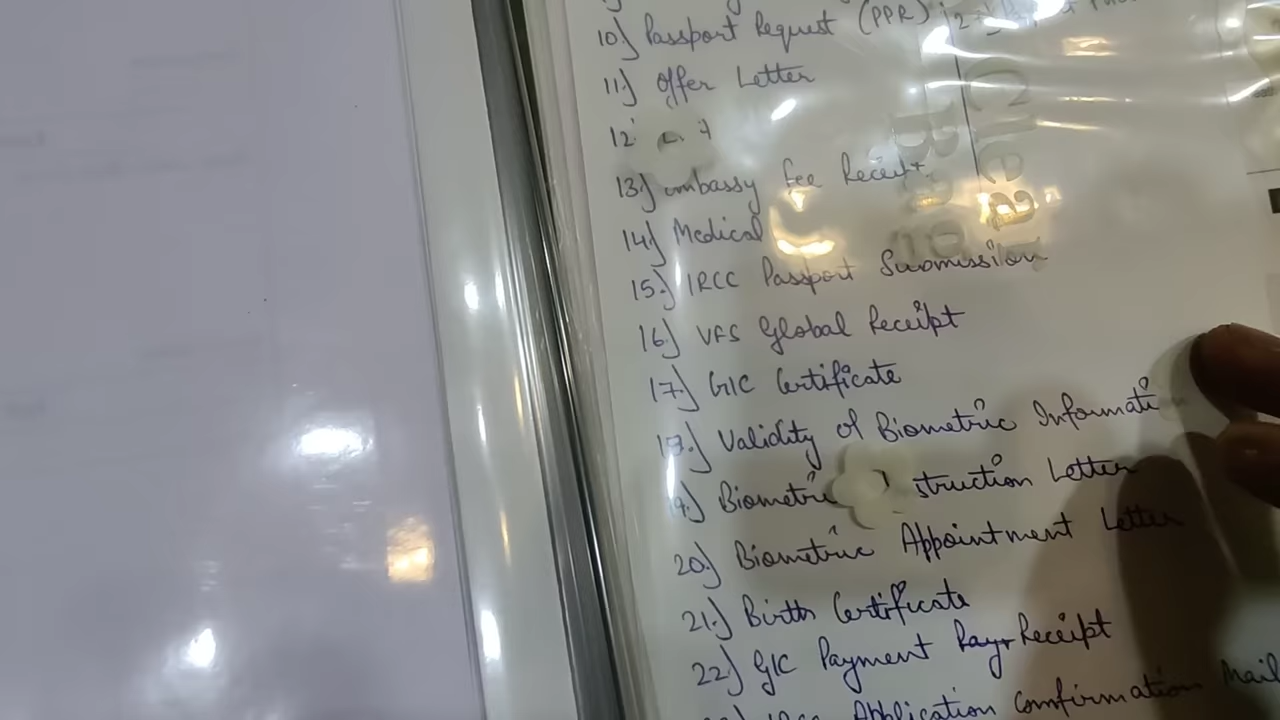 10.) Passport Request (PPR)
11.) Offer Letter
12
13.) embassy fee Receipt
14.) Medical
15.) IRCC Passport Submission
16.) VFS Global Receipt
17.) GIC Certificate
18.) Validity of Biometric Informati
19.) Biometric struction Letter
20.) Biometric Appointment Letter
21.) Birth Certificate
22.) GIC Payment Receipt
Application Comfirmation Mail